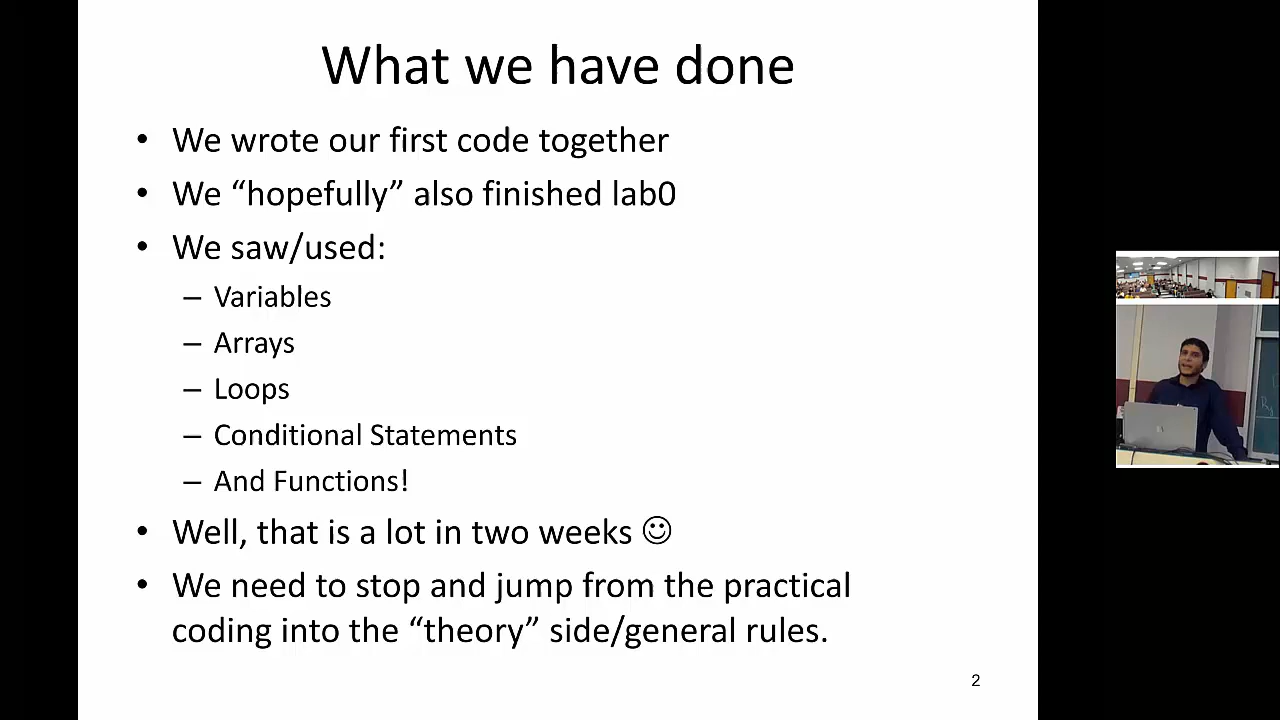 What we have done
• We wrote our first code together
• We “hopefully” also finished lab0
• We saw/used:
– Variables
– Arrays
– Loops
– Conditional Statements
– And Functions!
• Well, that is a lot in two weeks ☺
• We need to stop and jump from the practical
coding into the “theory” side/general rules.
2